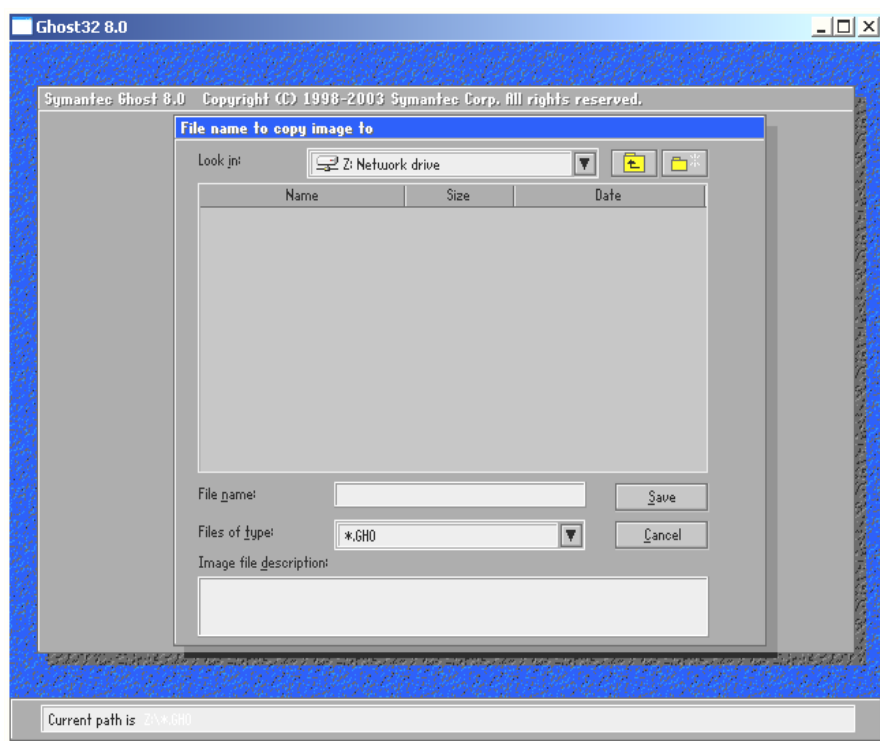 Ghost32 8.0
Symantec Ghost 8.0 Copyright (C) 1998-2003 Symantec Corp. All rights reserved.
File name to copy image to
Look in: Z: Network drive
Name Size Date
File name: Save
Files of type: *.GHO Cancel
Image file description:
Current path is Z:\*.GHO